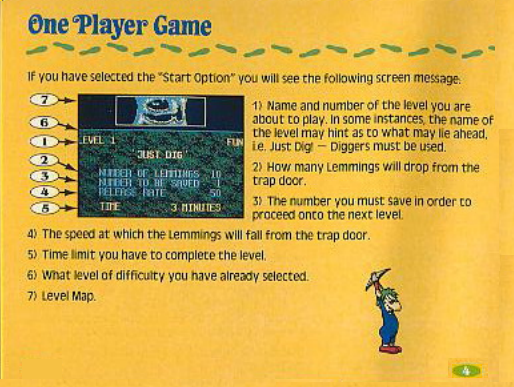 One Player Game
If you have selected the "Start Option" you will see the following screen message:
7
6
1
2
3
4
5
LEVEL 1
FUN
JUST DIG
NUMBER OF LEMMINGS 10
NUMBER TO BE SAVED 1
RELEASE RATE 50
TIME 3 MINUTES
1) Name and number of the level you are
about to play. In some instances, the name of
the level may hint as to what may lie ahead,
i.e. Just Dig! — Diggers must be used.
2) How many Lemmings will drop from the
trap door.
3) The number you must save in order to
proceed onto the next level.
4) The speed at which the Lemmings will fall from the trap door.
5) Time limit you have to complete the level.
6) What level of difficulty you have already selected.
7) Level Map.
4